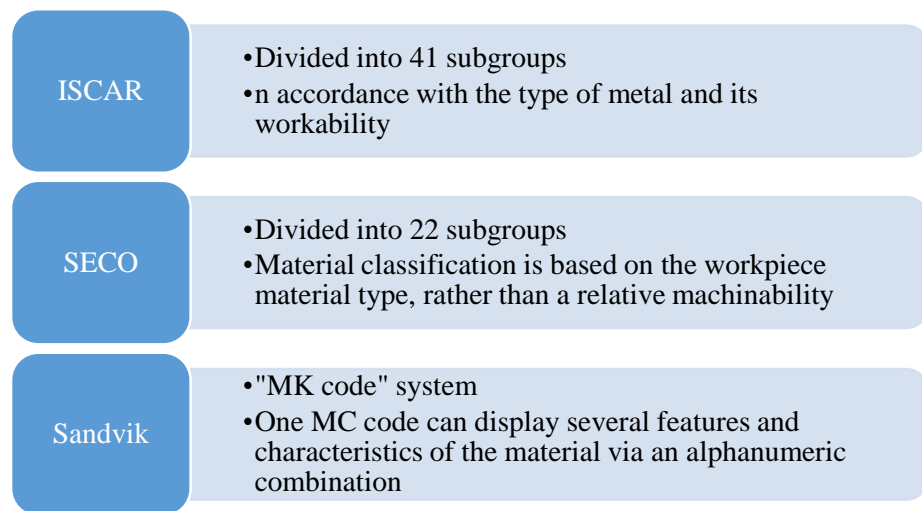 ISCAR
•Divided into 41 subgroups
•n accordance with the type of metal and its
workability
SECO
•Divided into 22 subgroups
•Material classification is based on the workpiece
material type, rather than a relative machinability
Sandvik
•"MK code" system
•One MC code can display several features and
characteristics of the material via an alphanumeric
combination